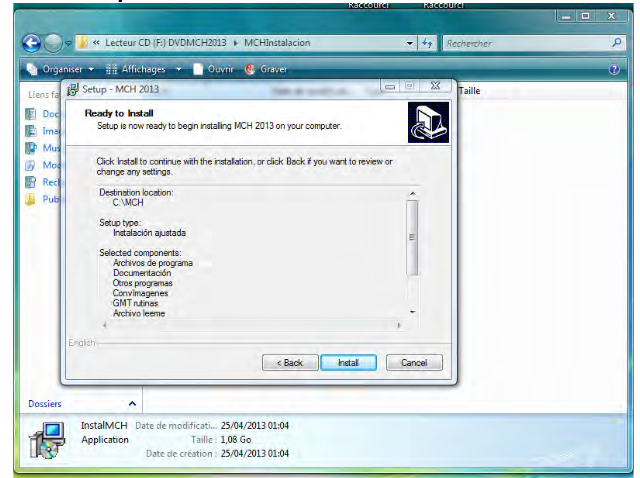 Raccourci Raccourci
« Lecteur CD (F:) DVDMCH2013 ▸ MCHInstalacion
Rechercher
Organiser Affichages Ouvrir Graver
Liens fa
Taille
Doc
Ima
Mus
Rec
Pub
Setup - MCH 2013
Ready to Install
Setup is now ready to begin installing MCH 2013 on your computer.
Click Install to continue with the installation, or click Back if you want to review or
change any settings.
Destination location:
C:\MCH
Setup type:
Instalación ajustada
Selected components:
Archivos de programa
Documentación
Otros programas
ConvImagenes
GMT rutinas
Archivo leeme
English
< Back Install Cancel
Dossiers
InstalMCH Date de modificati... 25/04/2013 01:04
Application Taille : 1,08 Go
Date de création : 25/04/2013 01:04